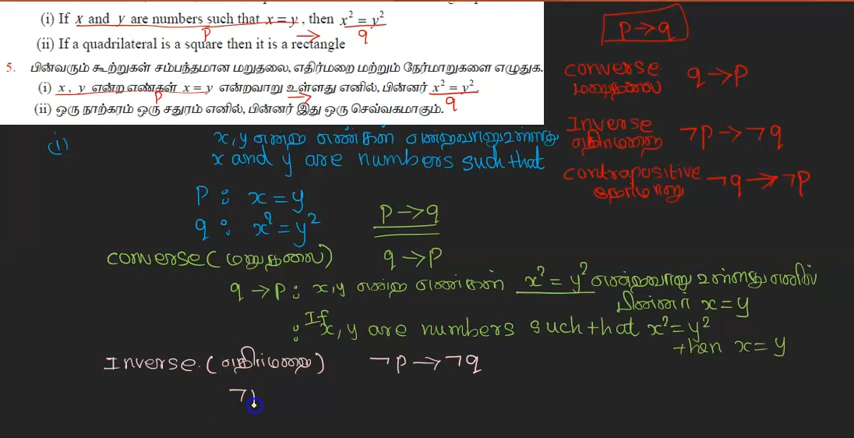 (i) If x and y are numbers such that x = y, then x² = y²
p → q
(ii) If a quadrilateral is a square then it is a rectangle
5. பின்வரும் கூற்றுகள் சம்பந்தமான மறுதலை, எதிர்மறை மற்றும் நேர்மாறுகளை எழுதுக.
(i) x, y என்ற எண்கள் x = y என்றவாறு உள்ளது எனில், பின்னர் x² = y².
p → q
(ii) ஒரு நாற்கரம் ஒரு சதுரம் எனில், பின்னர் இது ஒரு செவ்வகமாகும்.
p → q
converse q → p
மறுதலை
Inverse ¬p → ¬q
எதிர்மறை
contrapositive ¬q → ¬p
நேர்மாறு
(i) x, y என்ற எண்கள் என்றவாறு உள்ளது
x and y are numbers such that
P : x = y
q : x² = y²
p → q
converse (மறுதலை) q → p
q → p : x, y என்ற எண்கள் x² = y² என்றவாறு உள்ளது எனில்
பின்னர் x = y
: If x, y are numbers such that x² = y²
then x = y
Inverse (எதிர்மறை) ¬p → ¬q
¬